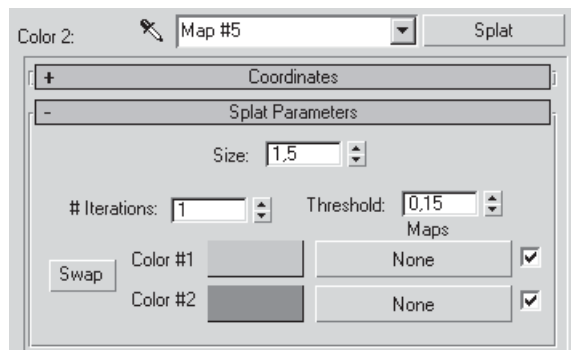 Color 2: Map #5 Splat
+ Coordinates
- Splat Parameters
Size: 1,5
# Iterations: 1 Threshold: 0,15
Maps
Swap Color #1 None
Color #2 None